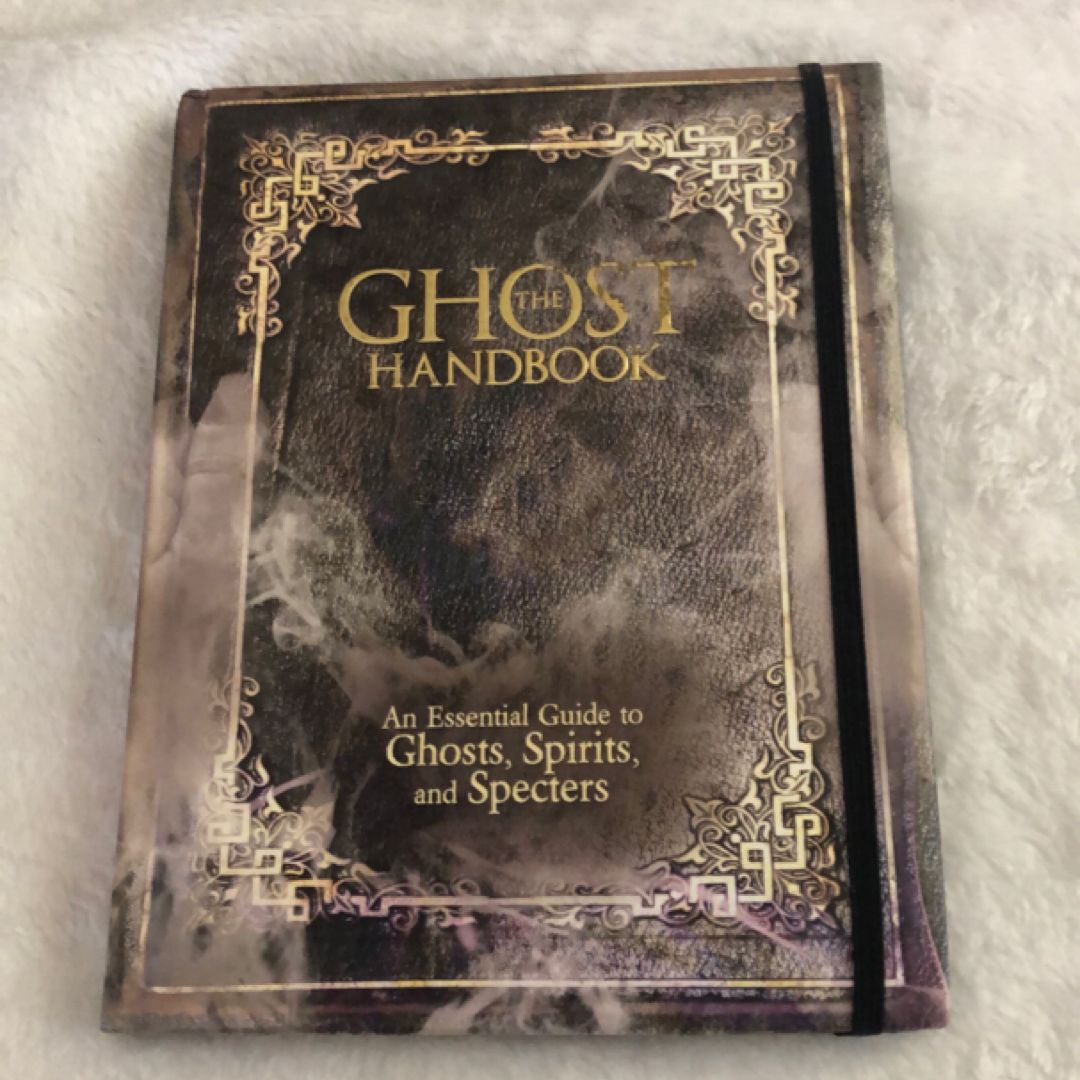 THE
GHOST
HANDBOOK
An Essential Guide to
Ghosts, Spirits,
and Specters